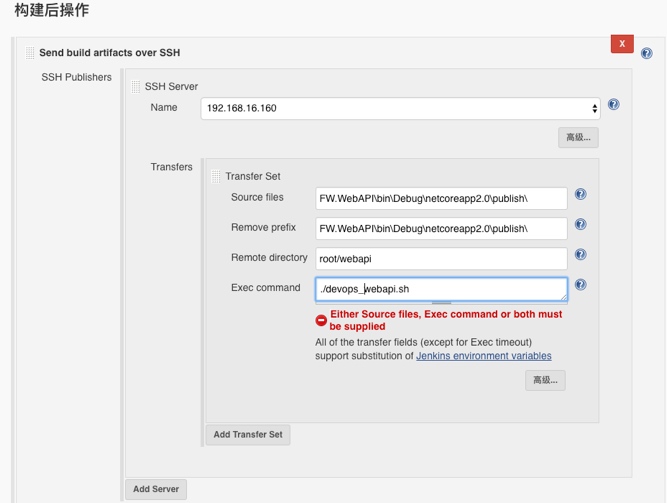 构建后操作
Send build artifacts over SSH
X
SSH Publishers
SSH Server
Name
192.168.16.160
高级...
Transfers
Transfer Set
Source files
FW.WebAPI\bin\Debug\netcoreapp2.0\publish\
Remove prefix
FW.WebAPI\bin\Debug\netcoreapp2.0\publish\
Remote directory
root/webapi
Exec command
./devops_webapi.sh
Either Source files, Exec command or both must
be supplied
All of the transfer fields (except for Exec timeout)
support substitution of Jenkins environment variables
高级...
Add Transfer Set
Add Server